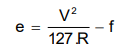 e = V² / 127.R − f